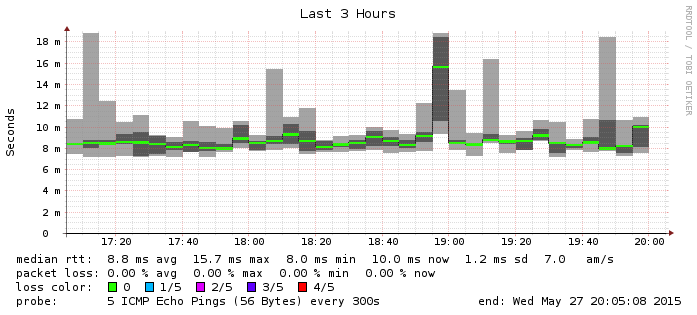 Last 3 Hours
RRDTOOL / TOBI OETIKER
Seconds
18 m
16 m
14 m
12 m
10 m
8 m
6 m
4 m
2 m
0
17:20 17:40 18:00 18:20 18:40 19:00 19:20 19:40 20:00
median rtt: 8.8 ms avg 15.7 ms max 8.0 ms min 10.0 ms now 1.2 ms sd 7.0 am/s
packet loss: 0.00 % avg 0.00 % max 0.00 % min 0.00 % now
loss color: 0 1/5 2/5 3/5 4/5
probe: 5 ICMP Echo Pings (56 Bytes) every 300s end: Wed May 27 20:05:08 2015